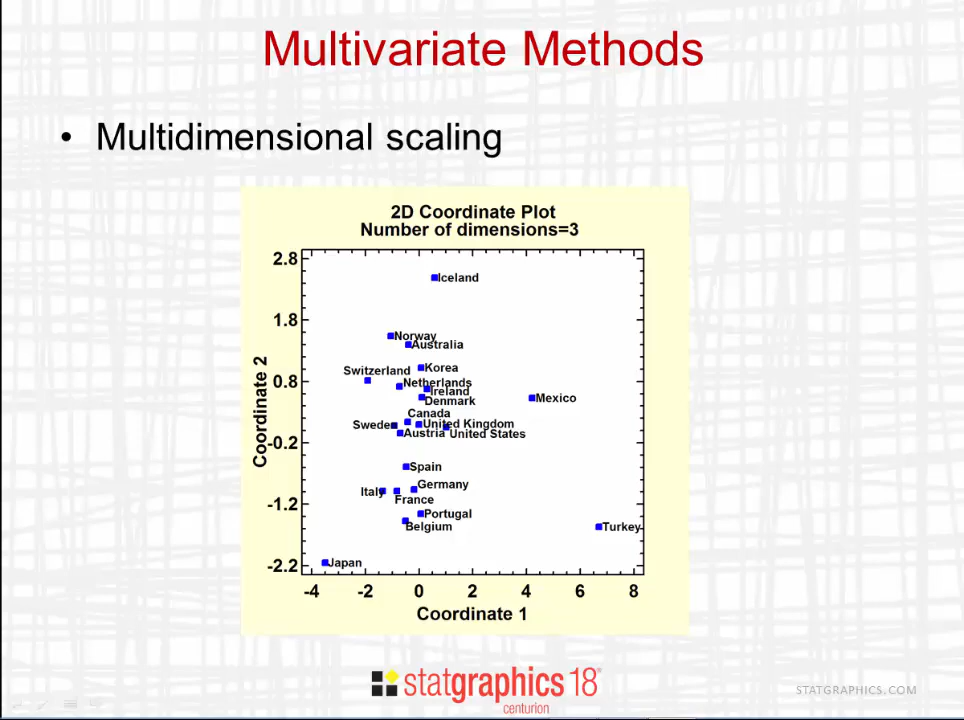 Multivariate Methods
• Multidimensional scaling
2D Coordinate Plot
Number of dimensions=3
2.8
1.8
0.8
-0.2
-1.2
-2.2
Coordinate 2
Iceland
Norway
Australia
Korea
Switzerland
Netherlands
Ireland
Denmark
Mexico
Canada
Sweden
United Kingdom
Austria
United States
Spain
Germany
Italy
France
Portugal
Belgium
Turkey
Japan
-4 -2 0 2 4 6 8
Coordinate 1
statgraphics 18®
centurion
STATGRAPHICS.COM